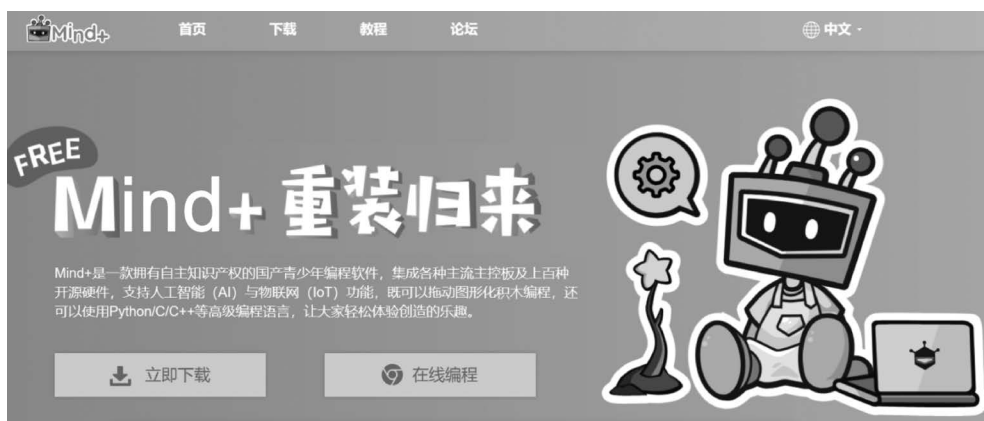 Mind+ 首页 下载 教程 论坛 中文
FREE
Mind+ 重装归来
Mind+是一款拥有自主知识产权的国产青少年编程软件，集成各种主流主控板及上百种
开源硬件，支持人工智能（AI）与物联网（IoT）功能，既可以拖动图形化积木编程，还
可以使用Python/C/C++等高级编程语言，让大家轻松体验创造的乐趣。
立即下载 在线编程